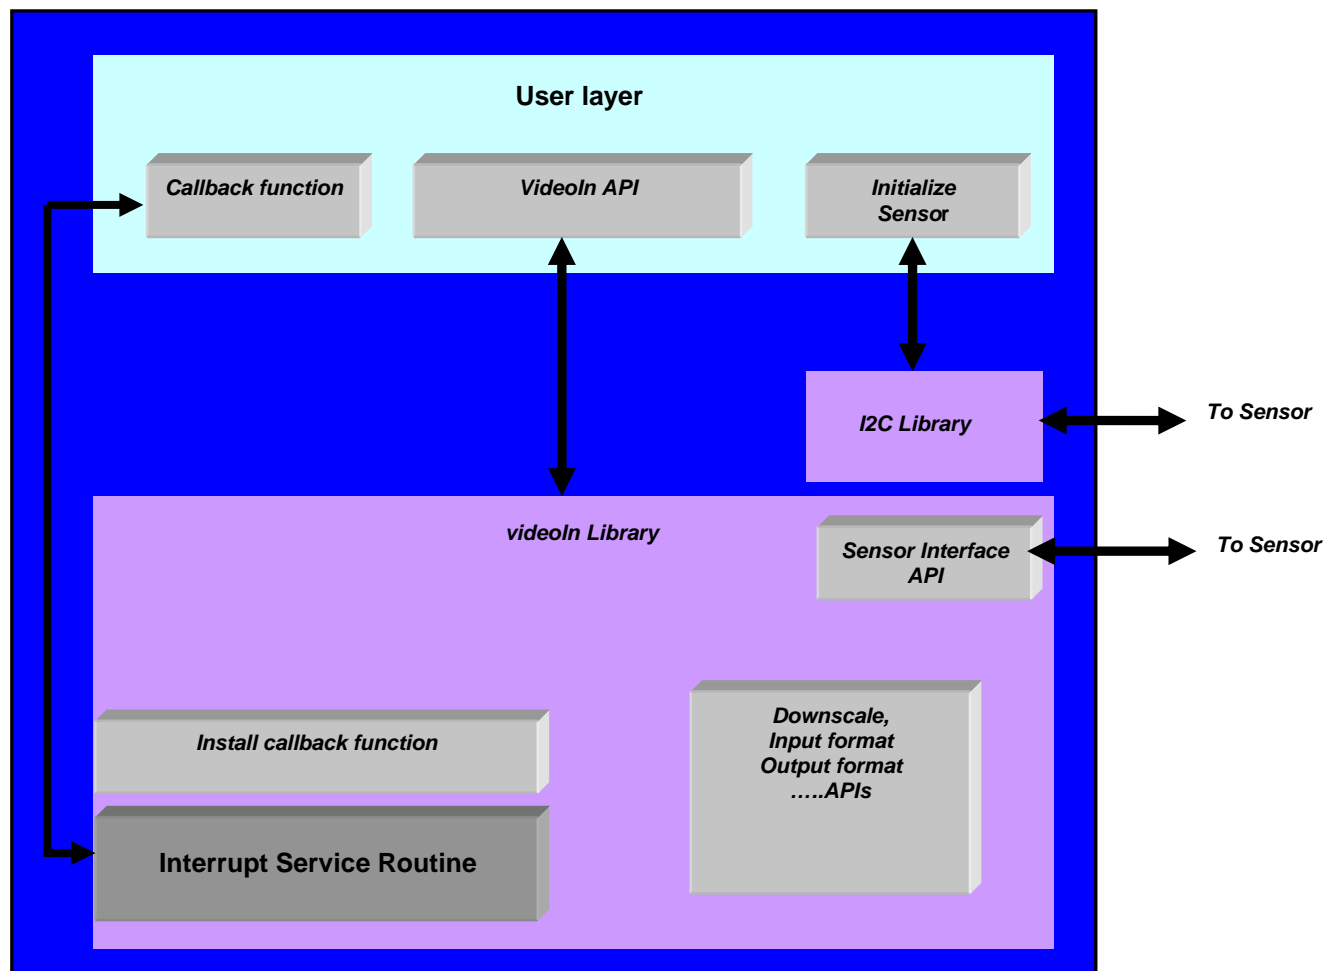 User layer
Callback function
VideoIn API
Initialize
Sensor
I2C Library
To Sensor
videoIn Library
Sensor Interface
API
To Sensor
Install callback function
Downscale,
Input format
Output format
…..APIs
Interrupt Service Routine